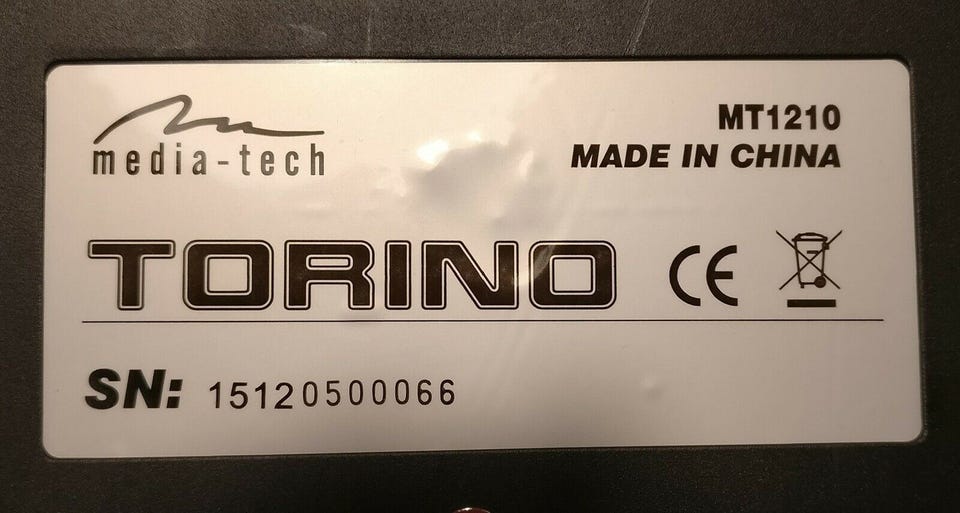 media-tech
MT1210
MADE IN CHINA
TORINO CE
SN: 15120500066